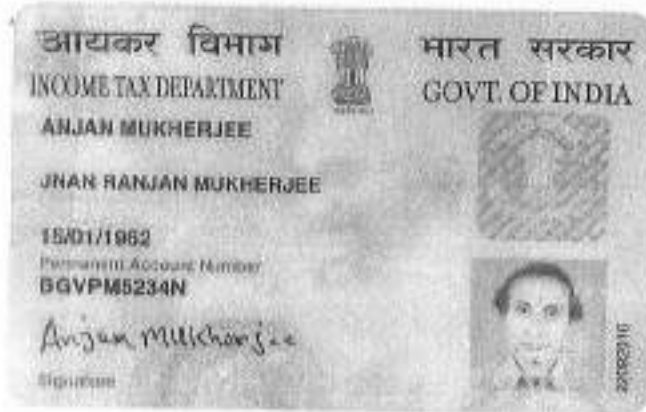 आयकर विभाग
भारत सरकार
INCOME TAX DEPARTMENT
GOVT. OF INDIA
ANJAN MUKHERJEE
JNAN RANJAN MUKHERJEE
15/01/1962
Permanent Account Number
BGVPM5234N
Anjan Mukherjee
Signature